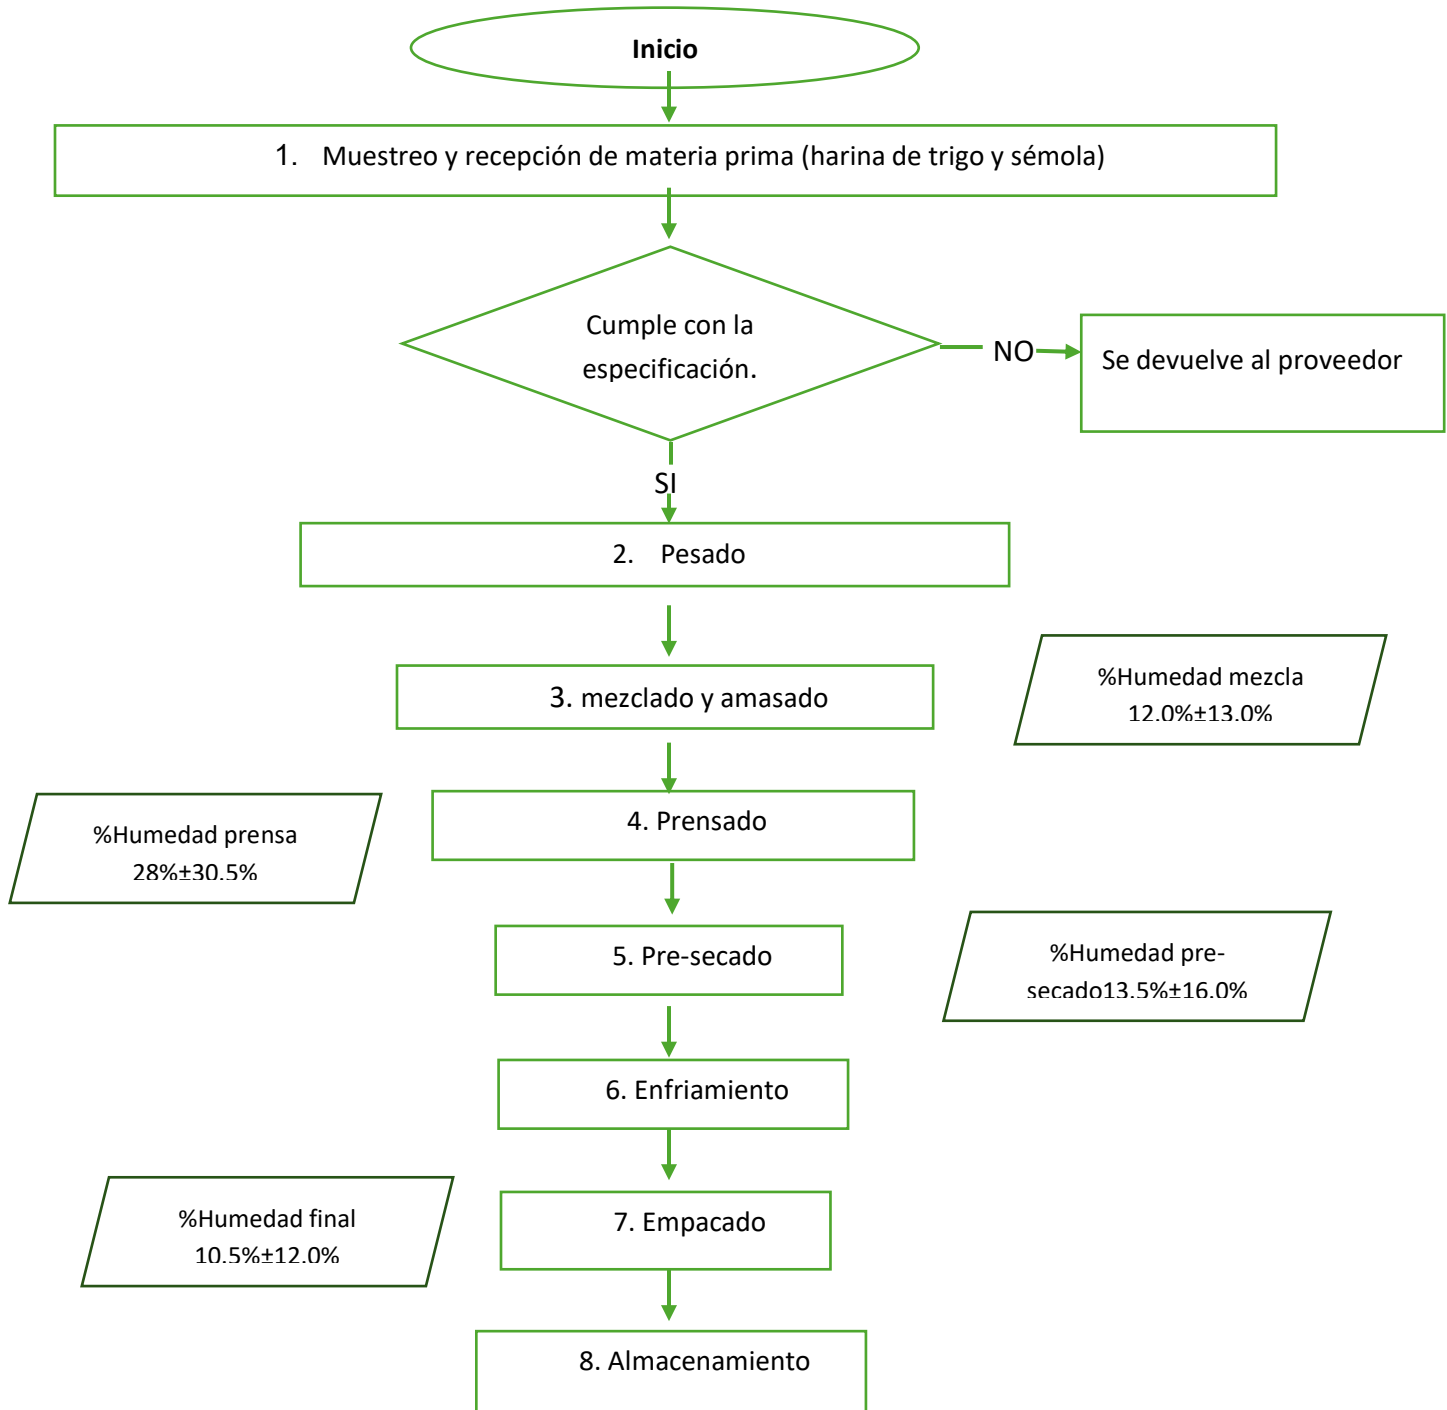 Inicio
1. Muestreo y recepción de materia prima (harina de trigo y sémola)
Cumple con la
especificación.
NO
Se devuelve al proveedor
SI
2. Pesado
3. mezclado y amasado
%Humedad mezcla
12.0%±13.0%
4. Prensado
%Humedad prensa
28%±30.5%
5. Pre-secado
%Humedad pre-
secado13.5%±16.0%
6. Enfriamiento
7. Empacado
%Humedad final
10.5%±12.0%
8. Almacenamiento